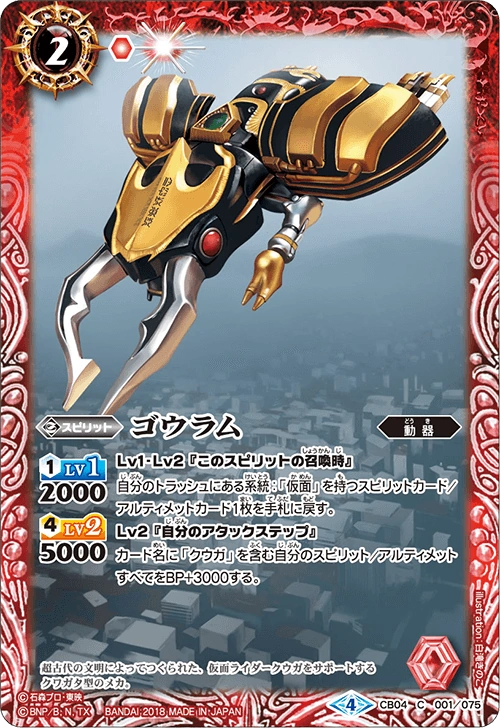 2
スピリット ゴウラム 動器
どうき
1 LV1 2000
Lv1・Lv2『このスピリットの召喚時』
自分のトラッシュにある系統:「仮面」を持つスピリットカード/
アルティメットカード1枚を手札に戻す。
4 LV2 5000
Lv2『自分のアタックステップ』
カード名に「クウガ」を含む自分のスピリット/アルティメット
すべてをBP+3000する。
超古代の文明によってつくられた、仮面ライダークウガをサポートする
クワガタ型のメカ。
©石森プロ・東映
©BNP/B, N, TX BANDAI 2018 MADE IN JAPAN
4 CB04 C 001/075
Illustration:白波きのこ